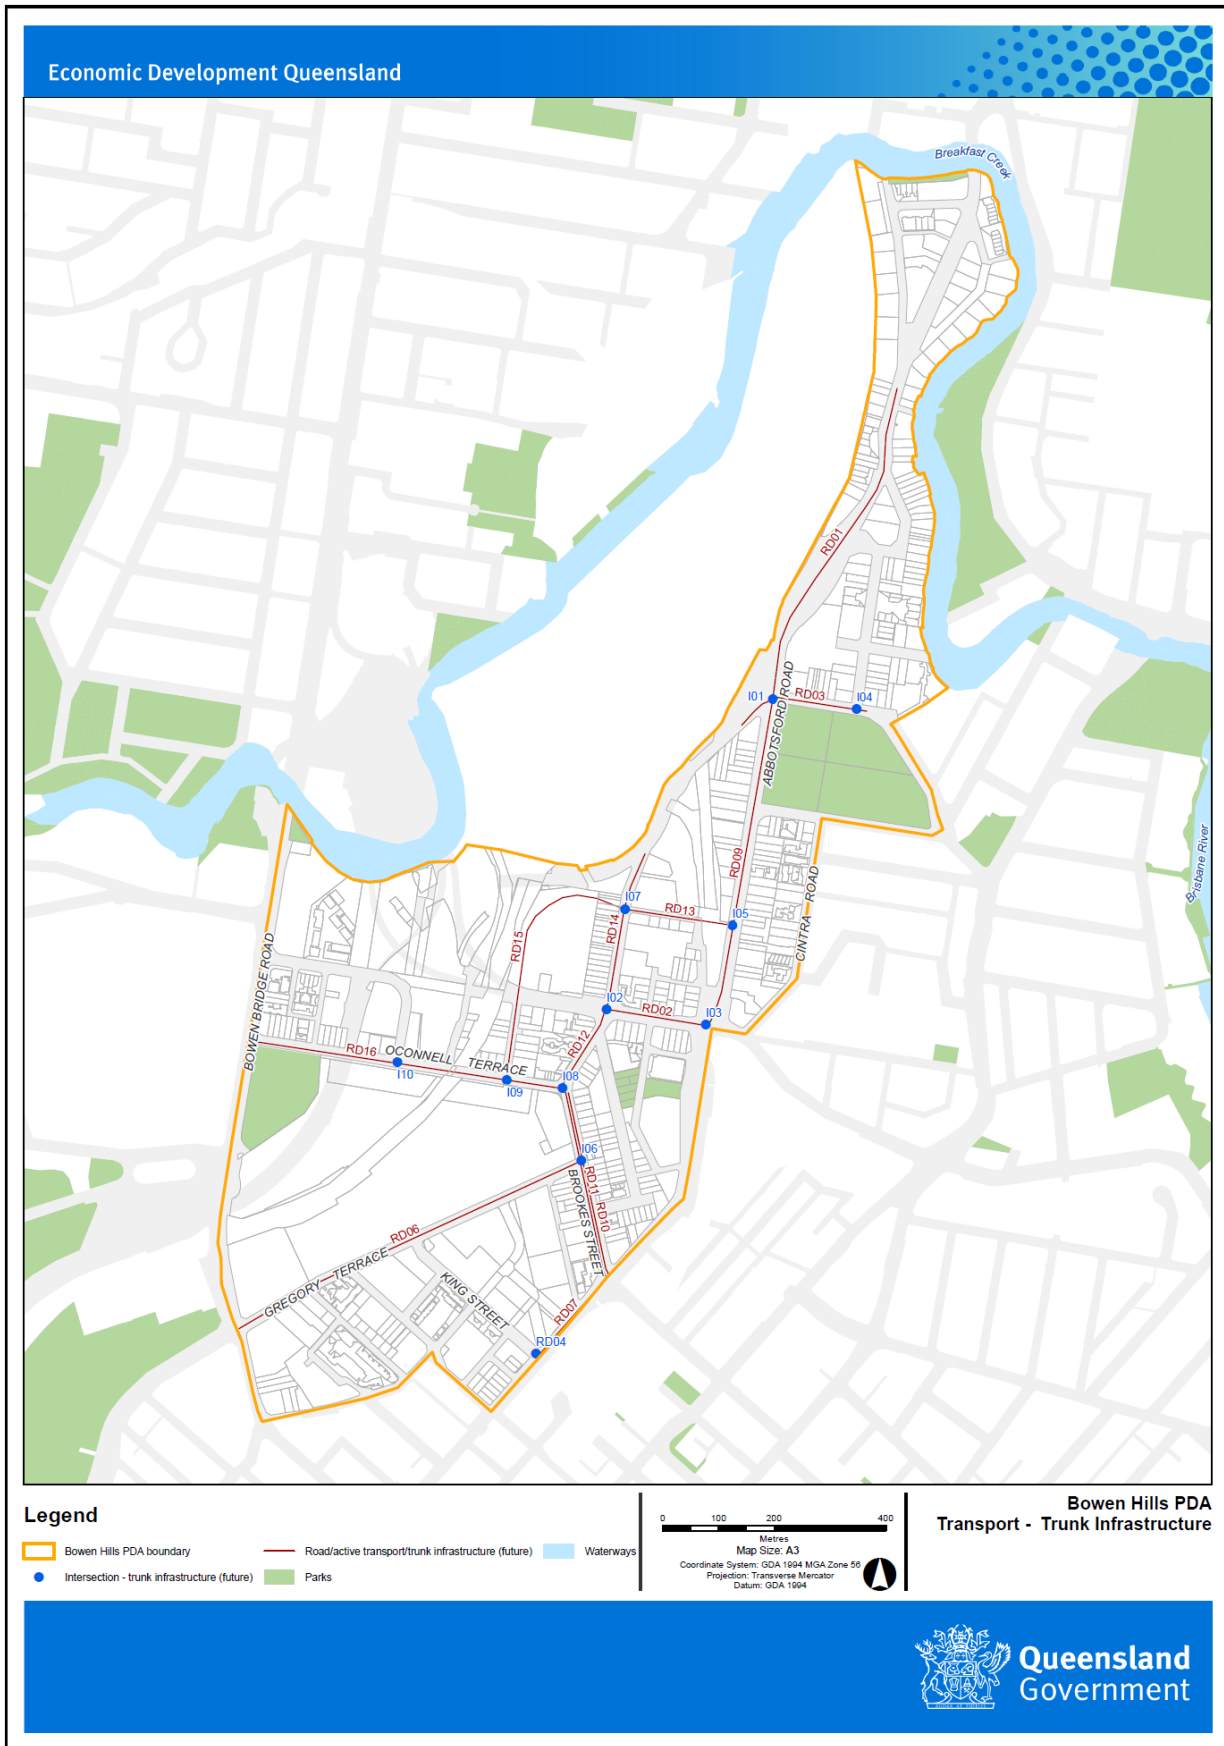 Economic Development Queensland
Breakfast Creek
RD01
I01
RD03
I04
ABBOTSFORD ROAD
Brisbane River
RD09
CINTRA ROAD
I07
RD13
I05
RD14
RD15
BOWEN BRIDGE ROAD
I02
RD02
I03
RD12
RD16
OCONNELL TERRACE
I10
I09
I08
I06
RD11
RD10
BROOKES STREET
RD06
GREGORY TERRACE
KING STREET
RD07
RD04
Legend
Bowen Hills PDA boundary
Road/active transport/trunk infrastructure (future)
Waterways
Intersection - trunk infrastructure (future)
Parks
0 100 200 400
Metres
Map Size: A3
Coordinate System: GDA 1994 MGA Zone 56
Projection: Transverse Mercator
Datum: GDA 1994
Bowen Hills PDA
Transport - Trunk Infrastructure
Queensland
Government